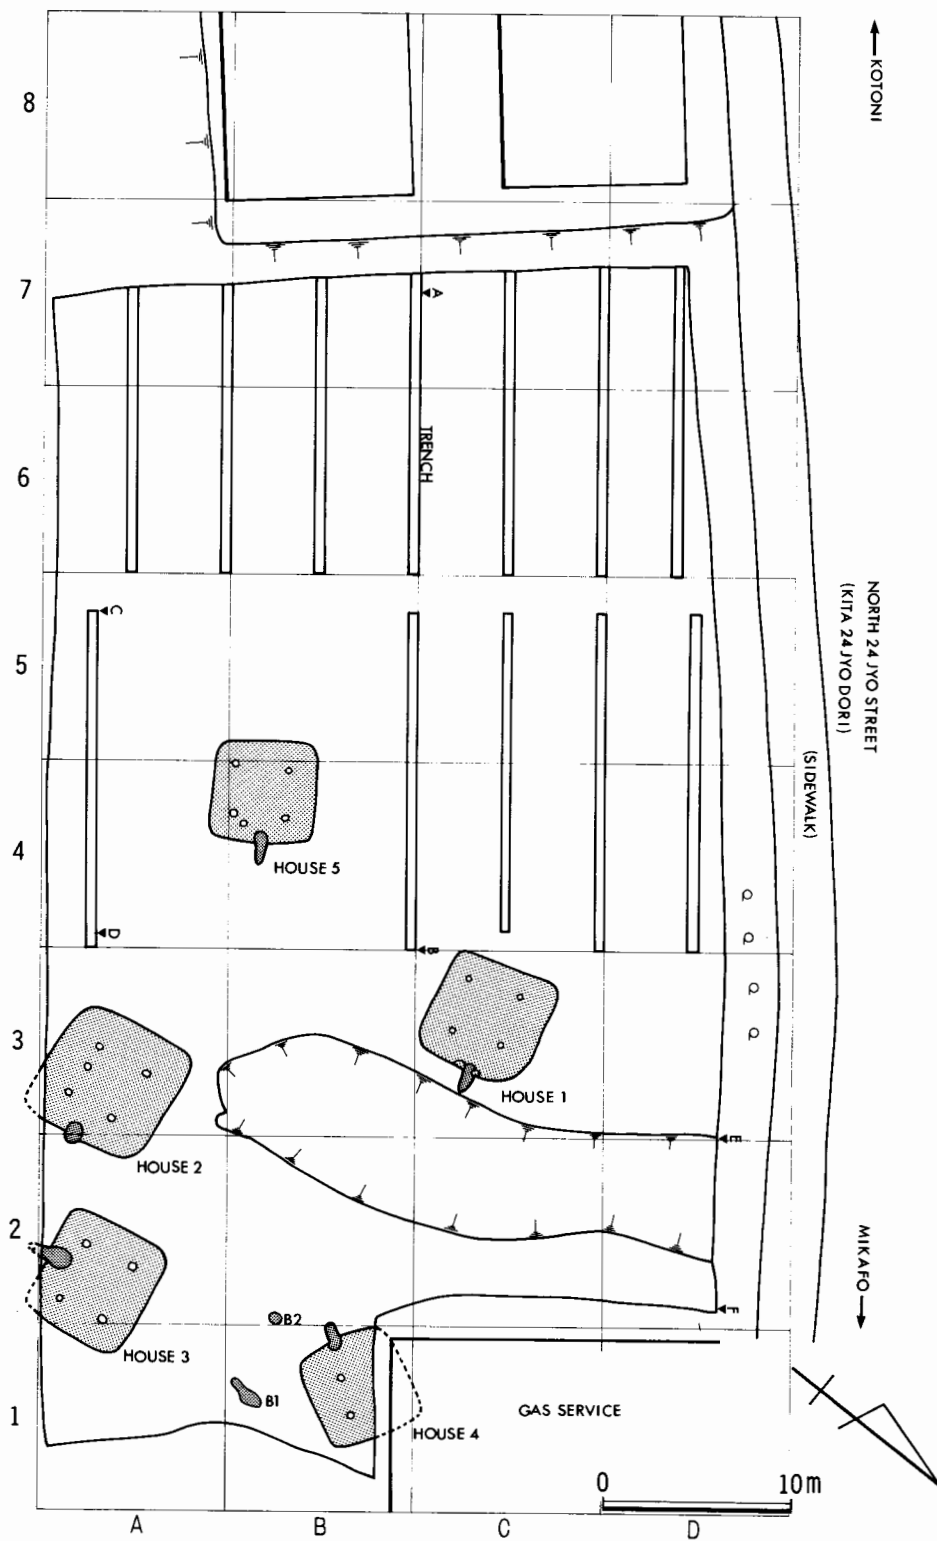 KOTONI
8
7
A
TRENCH
6
NORTH 24 JYO STREET
(KITA 24 JYO DORI)
C
5
(SIDEWALK)
4
HOUSE 5
D
B
3
HOUSE 1
E
HOUSE 2
2
MIKAFO
F
B2
HOUSE 3
B1
1
GAS SERVICE
HOUSE 4
0 10m
A B C D